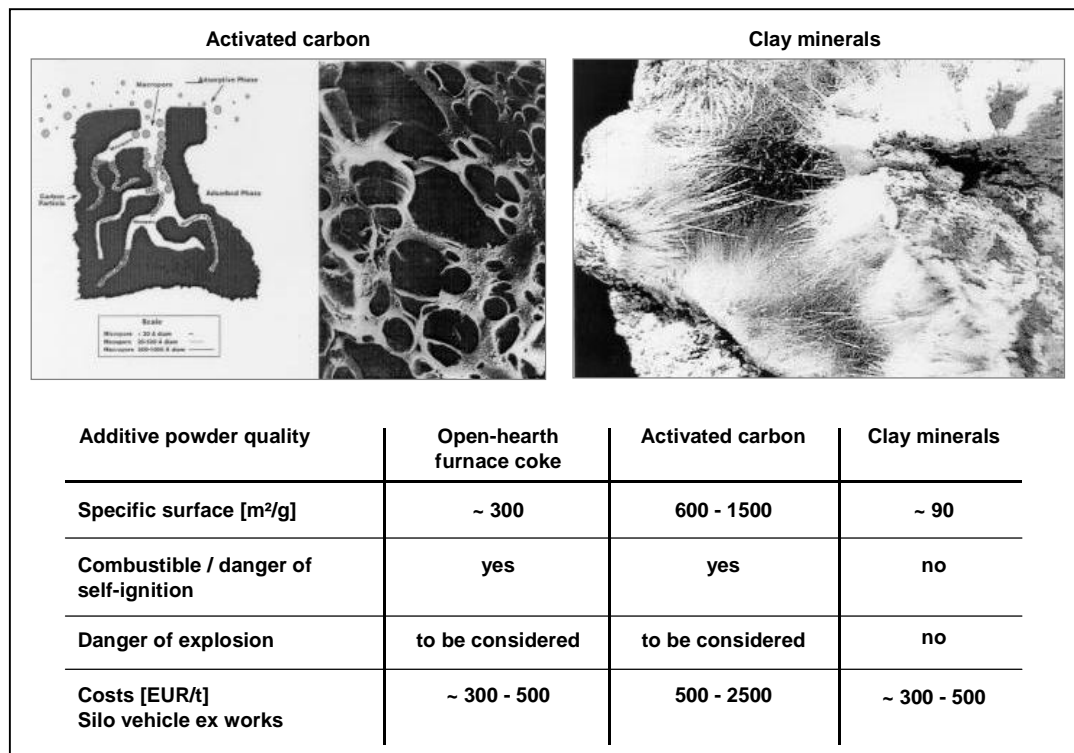 Activated carbon
Clay minerals
Adsorptive Phase
Macropore
Micropore
Carbon
Particle
Adsorbed Phase
Scale
Additive powder quality
Open-hearth
furnace coke
Activated carbon
Clay minerals
Specific surface [m²/g]
~ 300
600 - 1500
~ 90
Combustible / danger of
self-ignition
yes
yes
no
Danger of explosion
to be considered
to be considered
no
Costs [EUR/t]
Silo vehicle ex works
~ 300 - 500
500 - 2500
~ 300 - 500